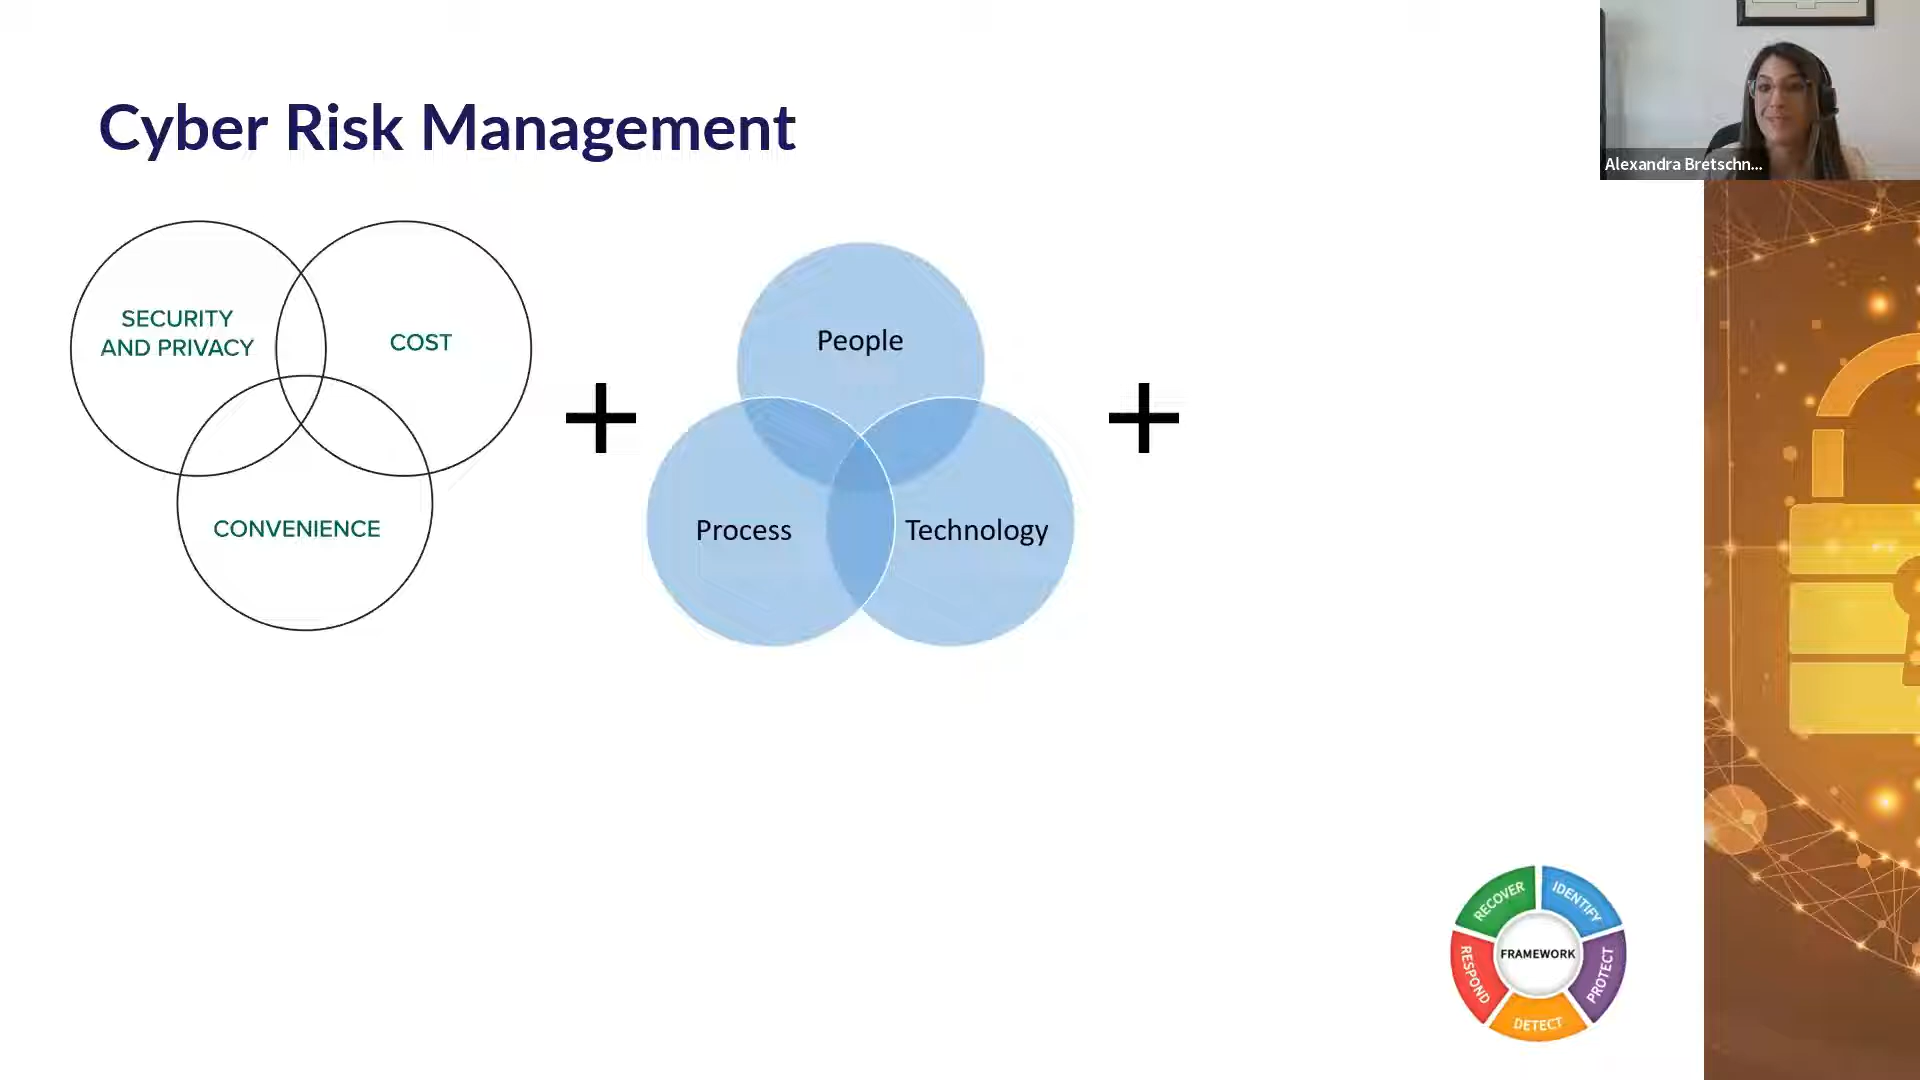 Cyber Risk Management
Alexandra Bretschn...
SECURITY
AND PRIVACY
COST
CONVENIENCE
+
People
Process
Technology
+
RECOVER
IDENTIFY
FRAMEWORK
RESPOND
PROTECT
DETECT